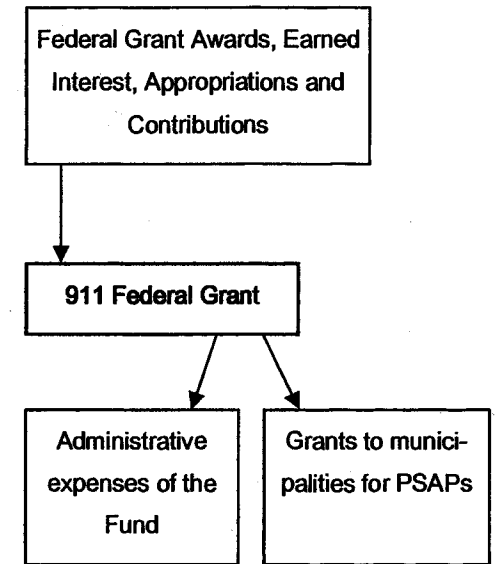 Federal Grant Awards, Earned
Interest, Appropriations and
Contributions
911 Federal Grant
Administrative
expenses of the
Fund
Grants to munici-
palities for PSAPs